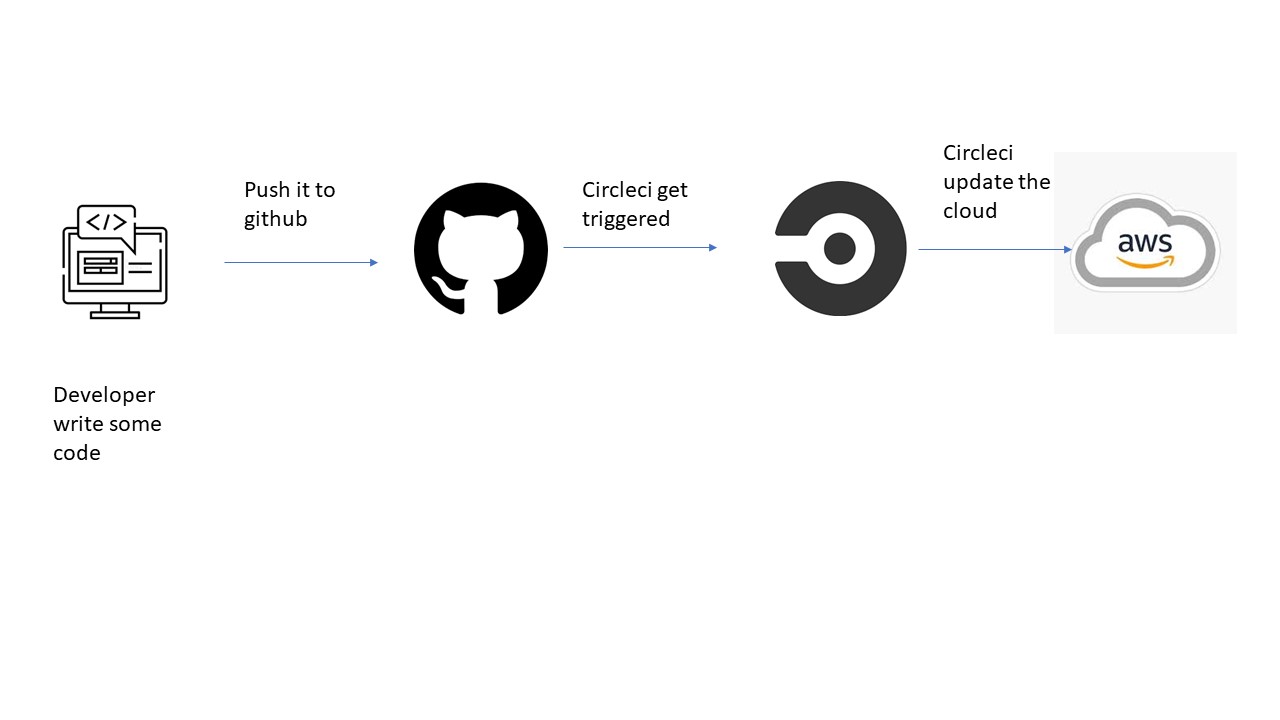 Push it to
github
Circleci get
triggered
Circleci
update the
cloud
</>
aws
Developer
write some
code